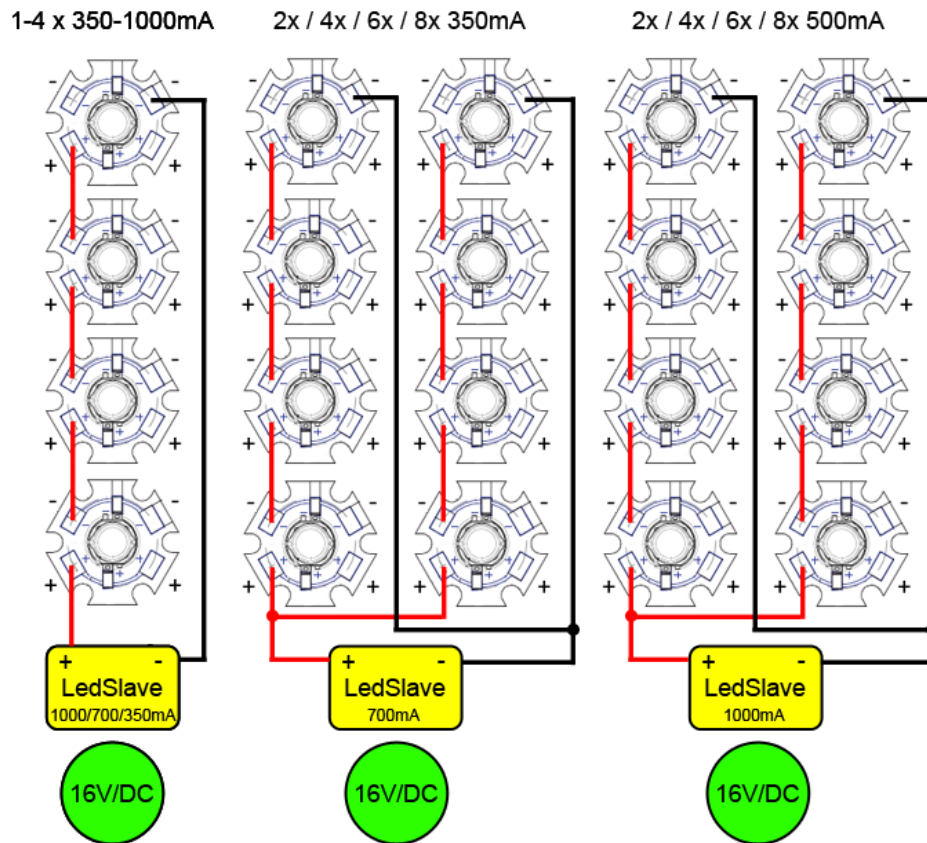 1-4 x 350-1000mA
2x / 4x / 6x / 8x 350mA
2x / 4x / 6x / 8x 500mA
+ -
LedSlave
1000/700/350mA
16V/DC
+ -
LedSlave
700mA
16V/DC
+ -
LedSlave
1000mA
16V/DC